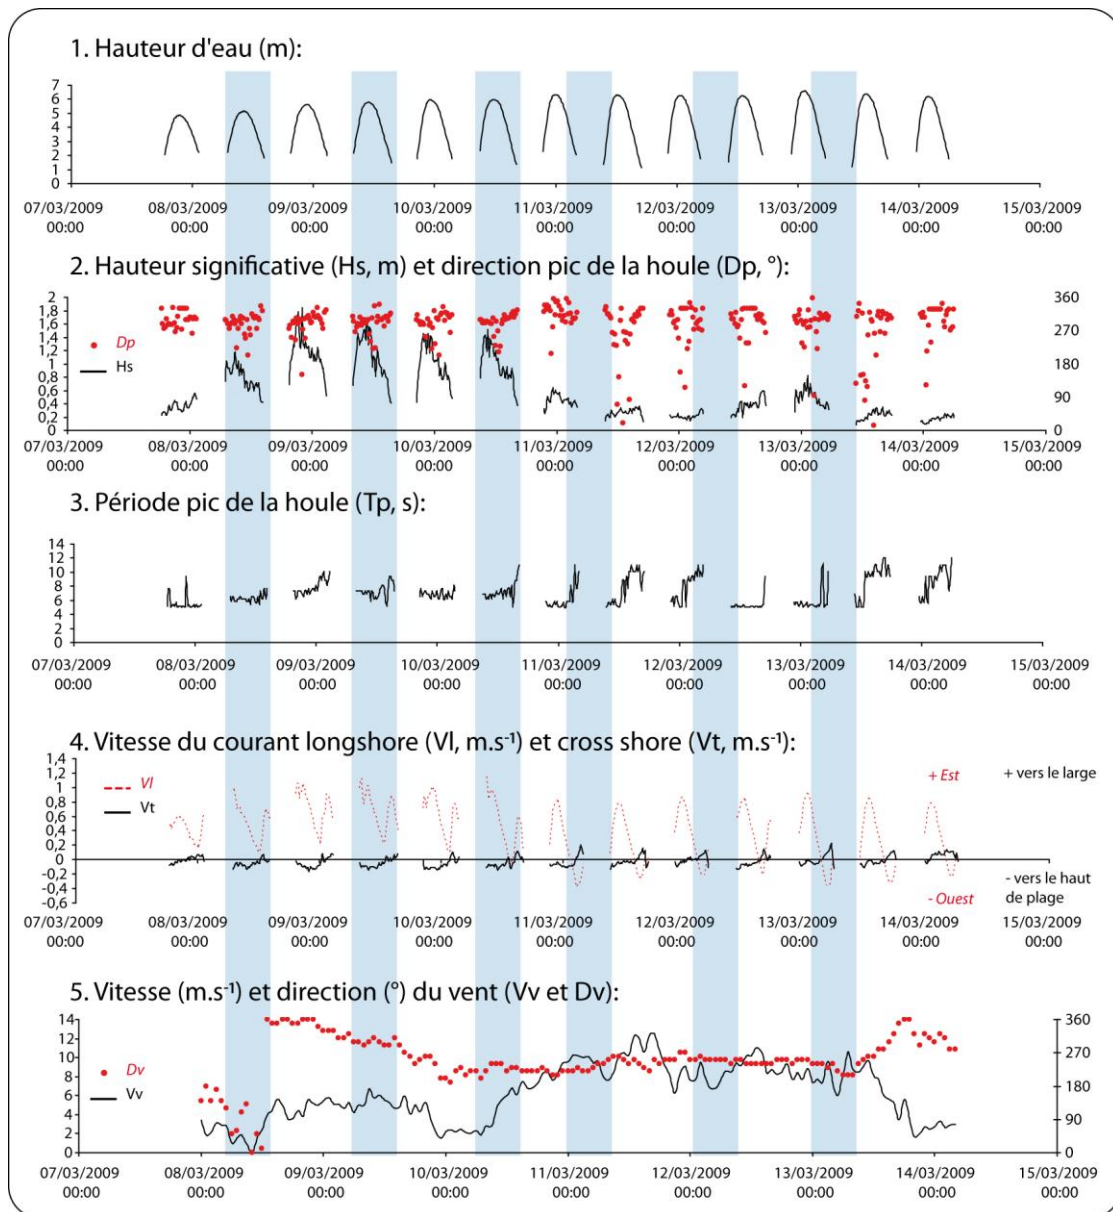 1. Hauteur d'eau (m):
7
6
5
4
3
2
1
0
07/03/2009 08/03/2009 09/03/2009 10/03/2009 11/03/2009 12/03/2009 13/03/2009 14/03/2009 15/03/2009
00:00 00:00 00:00 00:00 00:00 00:00 00:00 00:00 00:00
2. Hauteur significative (Hs, m) et direction pic de la houle (Dp, °):
2 360
1,8
1,6
1,4 270
1,2
Dp
1 180
Hs
0,8
0,6
0,4 90
0,2
0 0
07/03/2009 08/03/2009 09/03/2009 10/03/2009 11/03/2009 12/03/2009 13/03/2009 14/03/2009 15/03/2009
00:00 00:00 00:00 00:00 00:00 00:00 00:00 00:00 00:00
3. Période pic de la houle (Tp, s):
14
12
10
8
6
4
2
0
07/03/2009 08/03/2009 09/03/2009 10/03/2009 11/03/2009 12/03/2009 13/03/2009 14/03/2009 15/03/2009
00:00 00:00 00:00 00:00 00:00 00:00 00:00 00:00 00:00
4. Vitesse du courant longshore (Vl, m.s⁻¹) et cross shore (Vt, m.s⁻¹):
1,4
1,2
Vl + Est + vers le large
1
Vt
0,8
0,6
0,4
0,2
0
-0,2
-0,4
- vers le haut
- Ouest de plage
-0,6
07/03/2009 08/03/2009 09/03/2009 10/03/2009 11/03/2009 12/03/2009 13/03/2009 14/03/2009 15/03/2009
00:00 00:00 00:00 00:00 00:00 00:00 00:00 00:00 00:00
5. Vitesse (m.s⁻¹) et direction (°) du vent (Vv et Dv):
14 360
12
10 270
Dv
8
180
Vv
6
4 90
2
0 0
07/03/2009 08/03/2009 09/03/2009 10/03/2009 11/03/2009 12/03/2009 13/03/2009 14/03/2009 15/03/2009
00:00 00:00 00:00 00:00 00:00 00:00 00:00 00:00 00:00